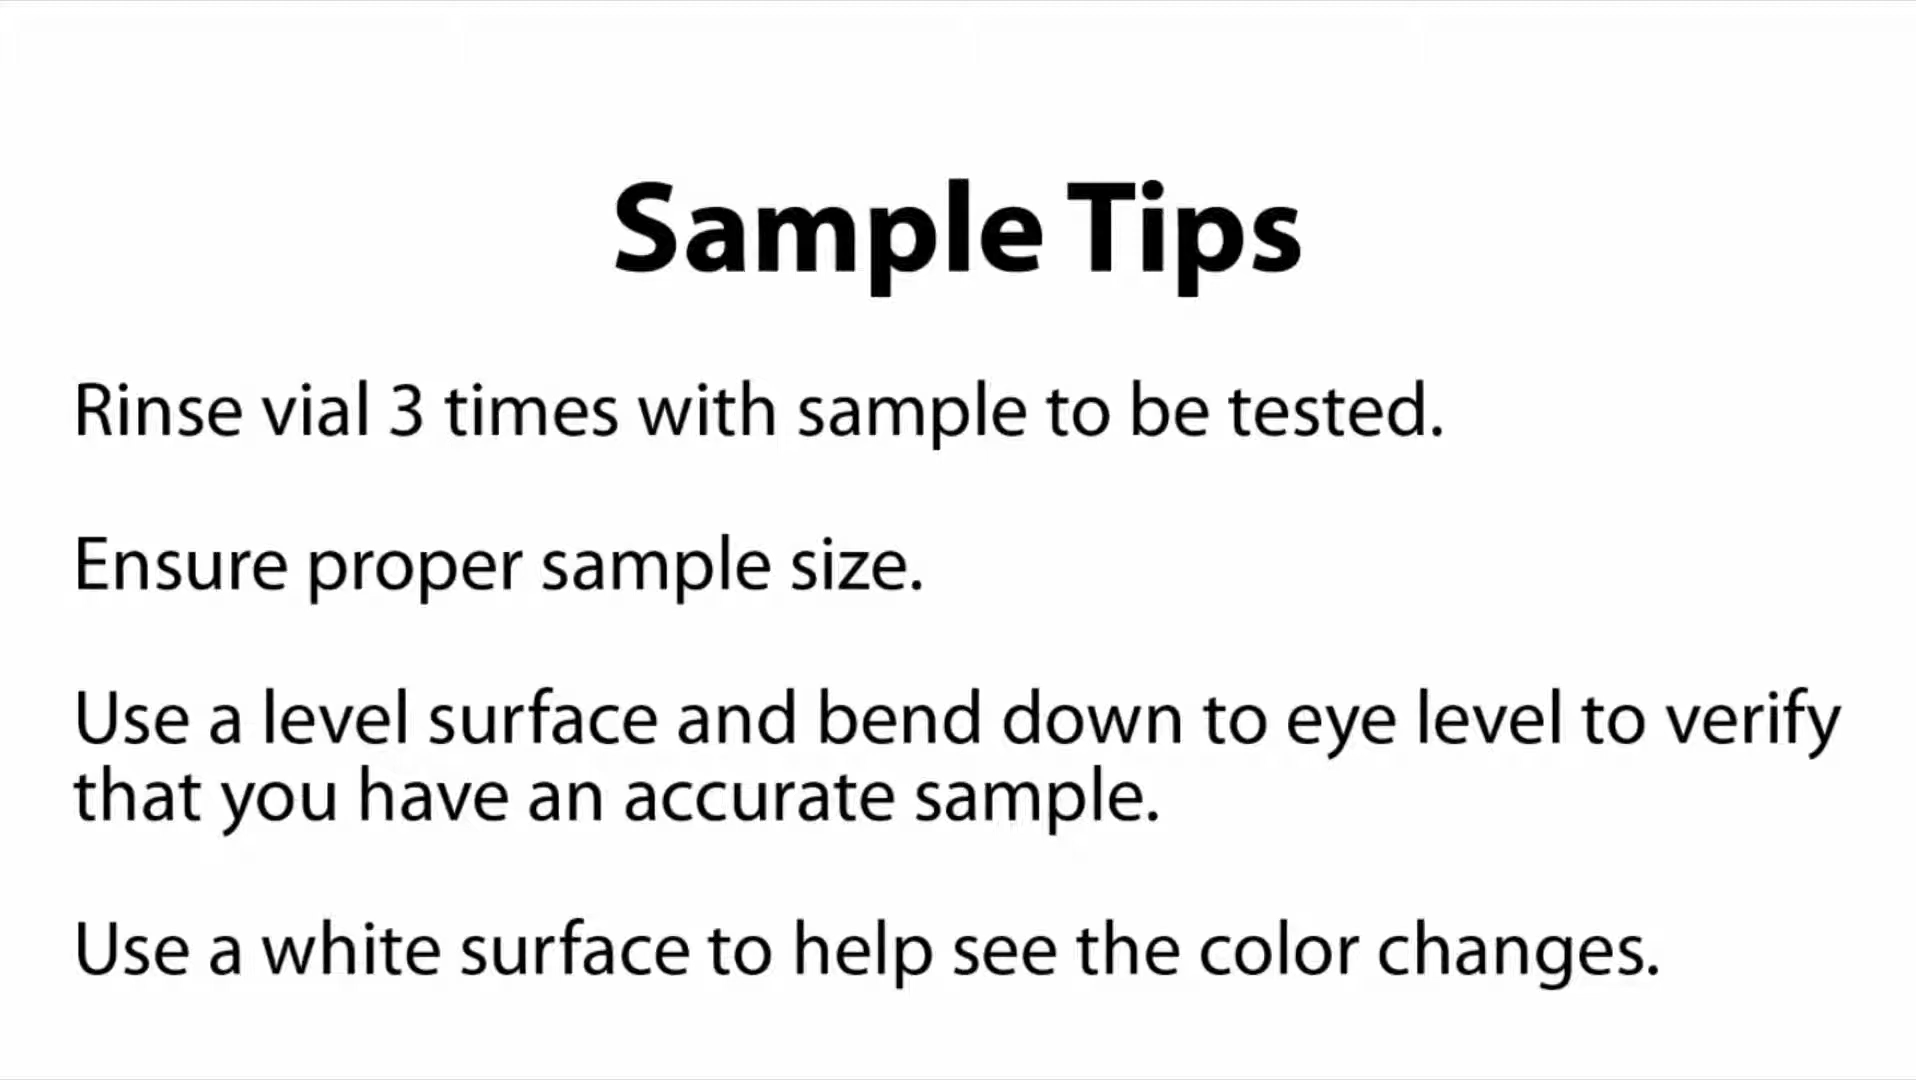 Sample Tips
Rinse vial 3 times with sample to be tested.
Ensure proper sample size.
Use a level surface and bend down to eye level to verify
that you have an accurate sample.
Use a white surface to help see the color changes.